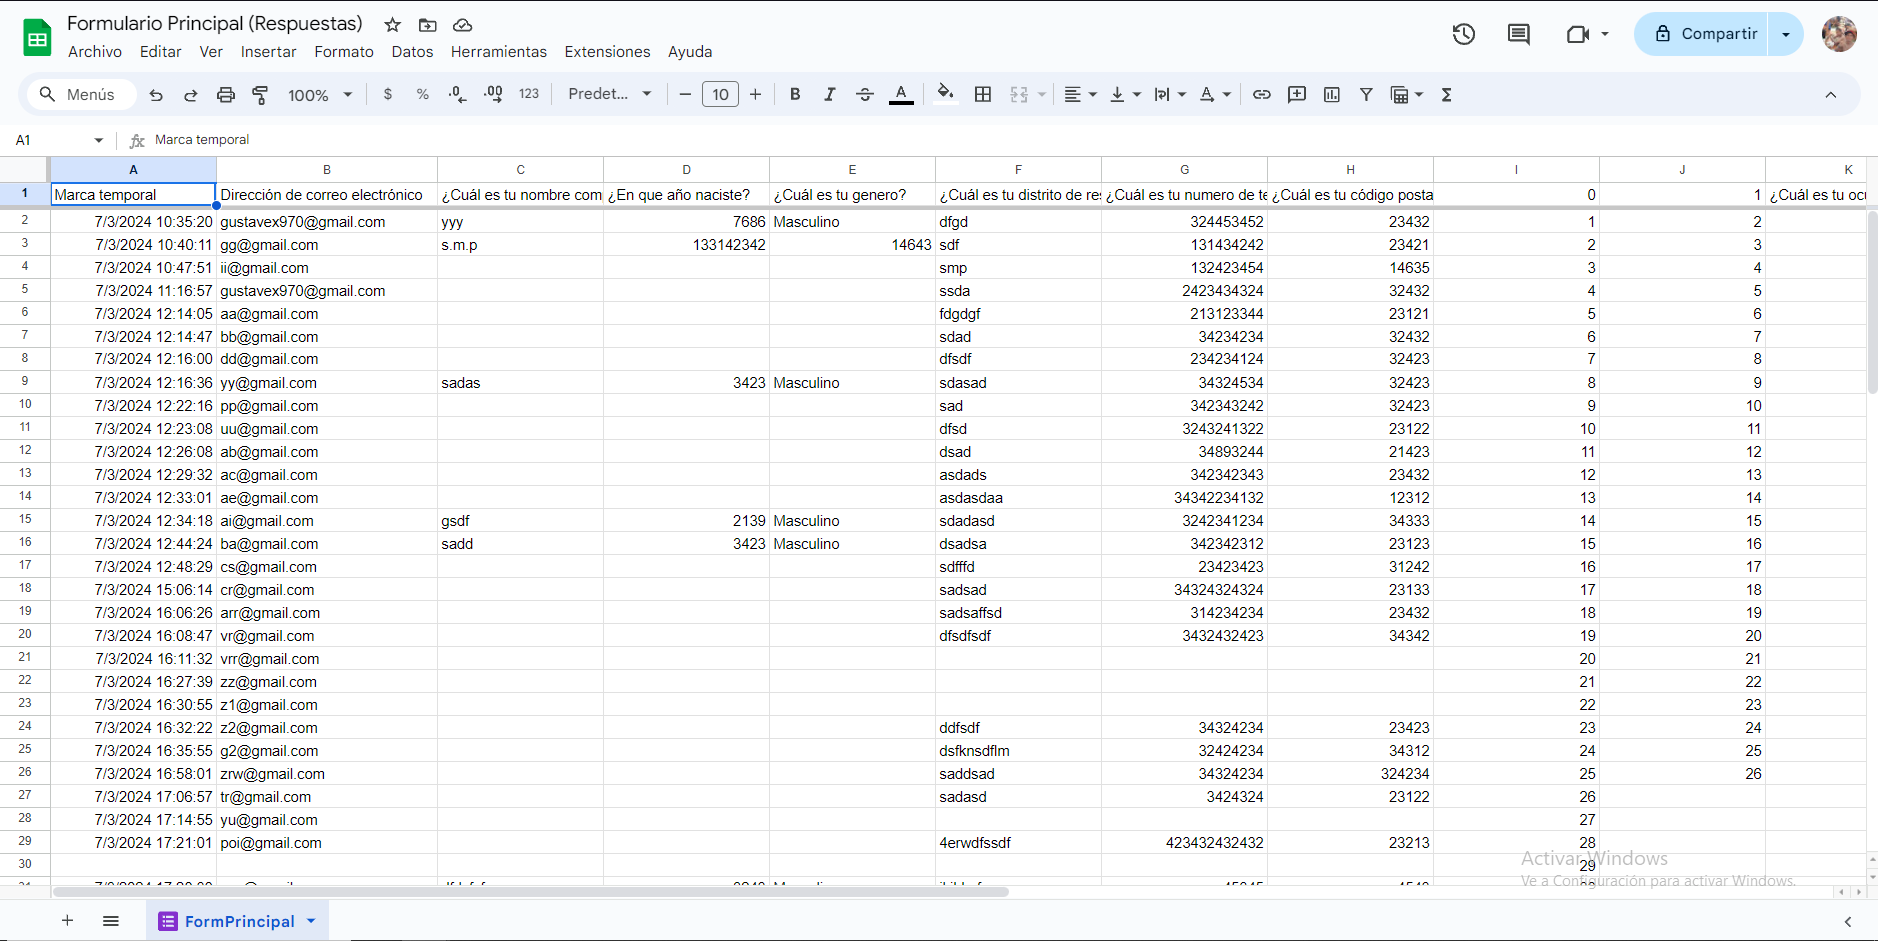 Formulario Principal (Respuestas)
Archivo Editar Ver Insertar Formato Datos Herramientas Extensiones Ayuda
Compartir
Menús 100% $ % .0 .00 123 Predet... 10 B I S A
A1 Marca temporal
A B C D E F G H I J K
1 Marca temporal Dirección de correo electrónico ¿Cuál es tu nombre com ¿En que año naciste? ¿Cuál es tu genero? ¿Cuál es tu distrito de res ¿Cuál es tu numero de te ¿Cuál es tu código posta 0 1 ¿Cuál es tu ocu
2 7/3/2024 10:35:20 gustavex970@gmail.com yyy 7686 Masculino dfgd 324453452 23432 1 2
3 7/3/2024 10:40:11 gg@gmail.com s.m.p 133142342 14643 sdf 131434242 23421 2 3
4 7/3/2024 10:47:51 ii@gmail.com smp 132423454 14635 3 4
5 7/3/2024 11:16:57 gustavex970@gmail.com ssda 2423434324 32432 4 5
6 7/3/2024 12:14:05 aa@gmail.com fdgdgf 213123344 23121 5 6
7 7/3/2024 12:14:47 bb@gmail.com sdad 34234234 32432 6 7
8 7/3/2024 12:16:00 dd@gmail.com dfsdf 234234124 32423 7 8
9 7/3/2024 12:16:36 yy@gmail.com sadas 3423 Masculino sdasad 34324534 32423 8 9
10 7/3/2024 12:22:16 pp@gmail.com sad 342343242 32423 9 10
11 7/3/2024 12:23:08 uu@gmail.com dfsd 3243241322 23122 10 11
12 7/3/2024 12:26:08 ab@gmail.com dsad 34893244 21423 11 12
13 7/3/2024 12:29:32 ac@gmail.com asdads 342342343 23432 12 13
14 7/3/2024 12:33:01 ae@gmail.com asdasdaa 34342234132 12312 13 14
15 7/3/2024 12:34:18 ai@gmail.com gsdf 2139 Masculino sdadasd 3242341234 34333 14 15
16 7/3/2024 12:44:24 ba@gmail.com sadd 3423 Masculino dsadsa 342342312 23123 15 16
17 7/3/2024 12:48:29 cs@gmail.com sdfffd 23423423 31242 16 17
18 7/3/2024 15:06:14 cr@gmail.com sadsad 34324324324 23133 17 18
19 7/3/2024 16:06:26 arr@gmail.com sadsaffsd 314234234 23432 18 19
20 7/3/2024 16:08:47 vr@gmail.com dfsdfsdf 3432432423 34342 19 20
21 7/3/2024 16:11:32 vrr@gmail.com 20 21
22 7/3/2024 16:27:39 zz@gmail.com 21 22
23 7/3/2024 16:30:55 z1@gmail.com 22 23
24 7/3/2024 16:32:22 z2@gmail.com ddfsdf 34324234 23423 23 24
25 7/3/2024 16:35:55 g2@gmail.com dsfknsdflm 32424234 34312 24 25
26 7/3/2024 16:58:01 zrw@gmail.com saddsad 34324234 324234 25 26
27 7/3/2024 17:06:57 tr@gmail.com sadasd 3424324 23122 26
28 7/3/2024 17:14:55 yu@gmail.com 27
29 7/3/2024 17:21:01 poi@gmail.com 4erwdfssdf 423432432432 23213 28
30 29
Activar Windows
Ve a Configuración para activar Windows.
FormPrincipal